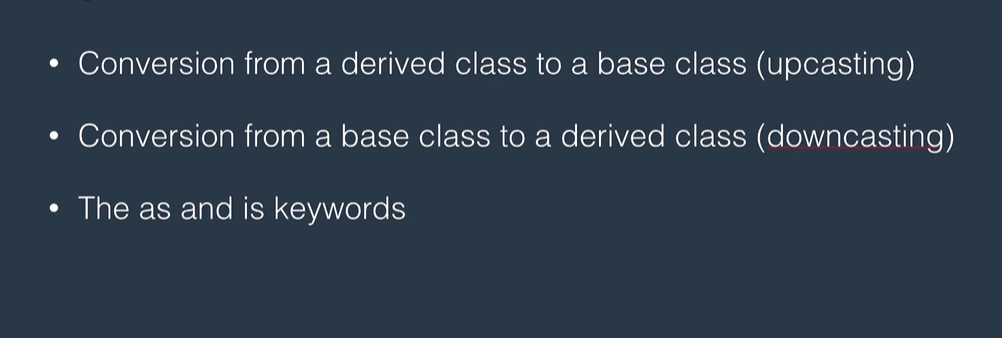 • Conversion from a derived class to a base class (upcasting)
• Conversion from a base class to a derived class (downcasting)
• The as and is keywords